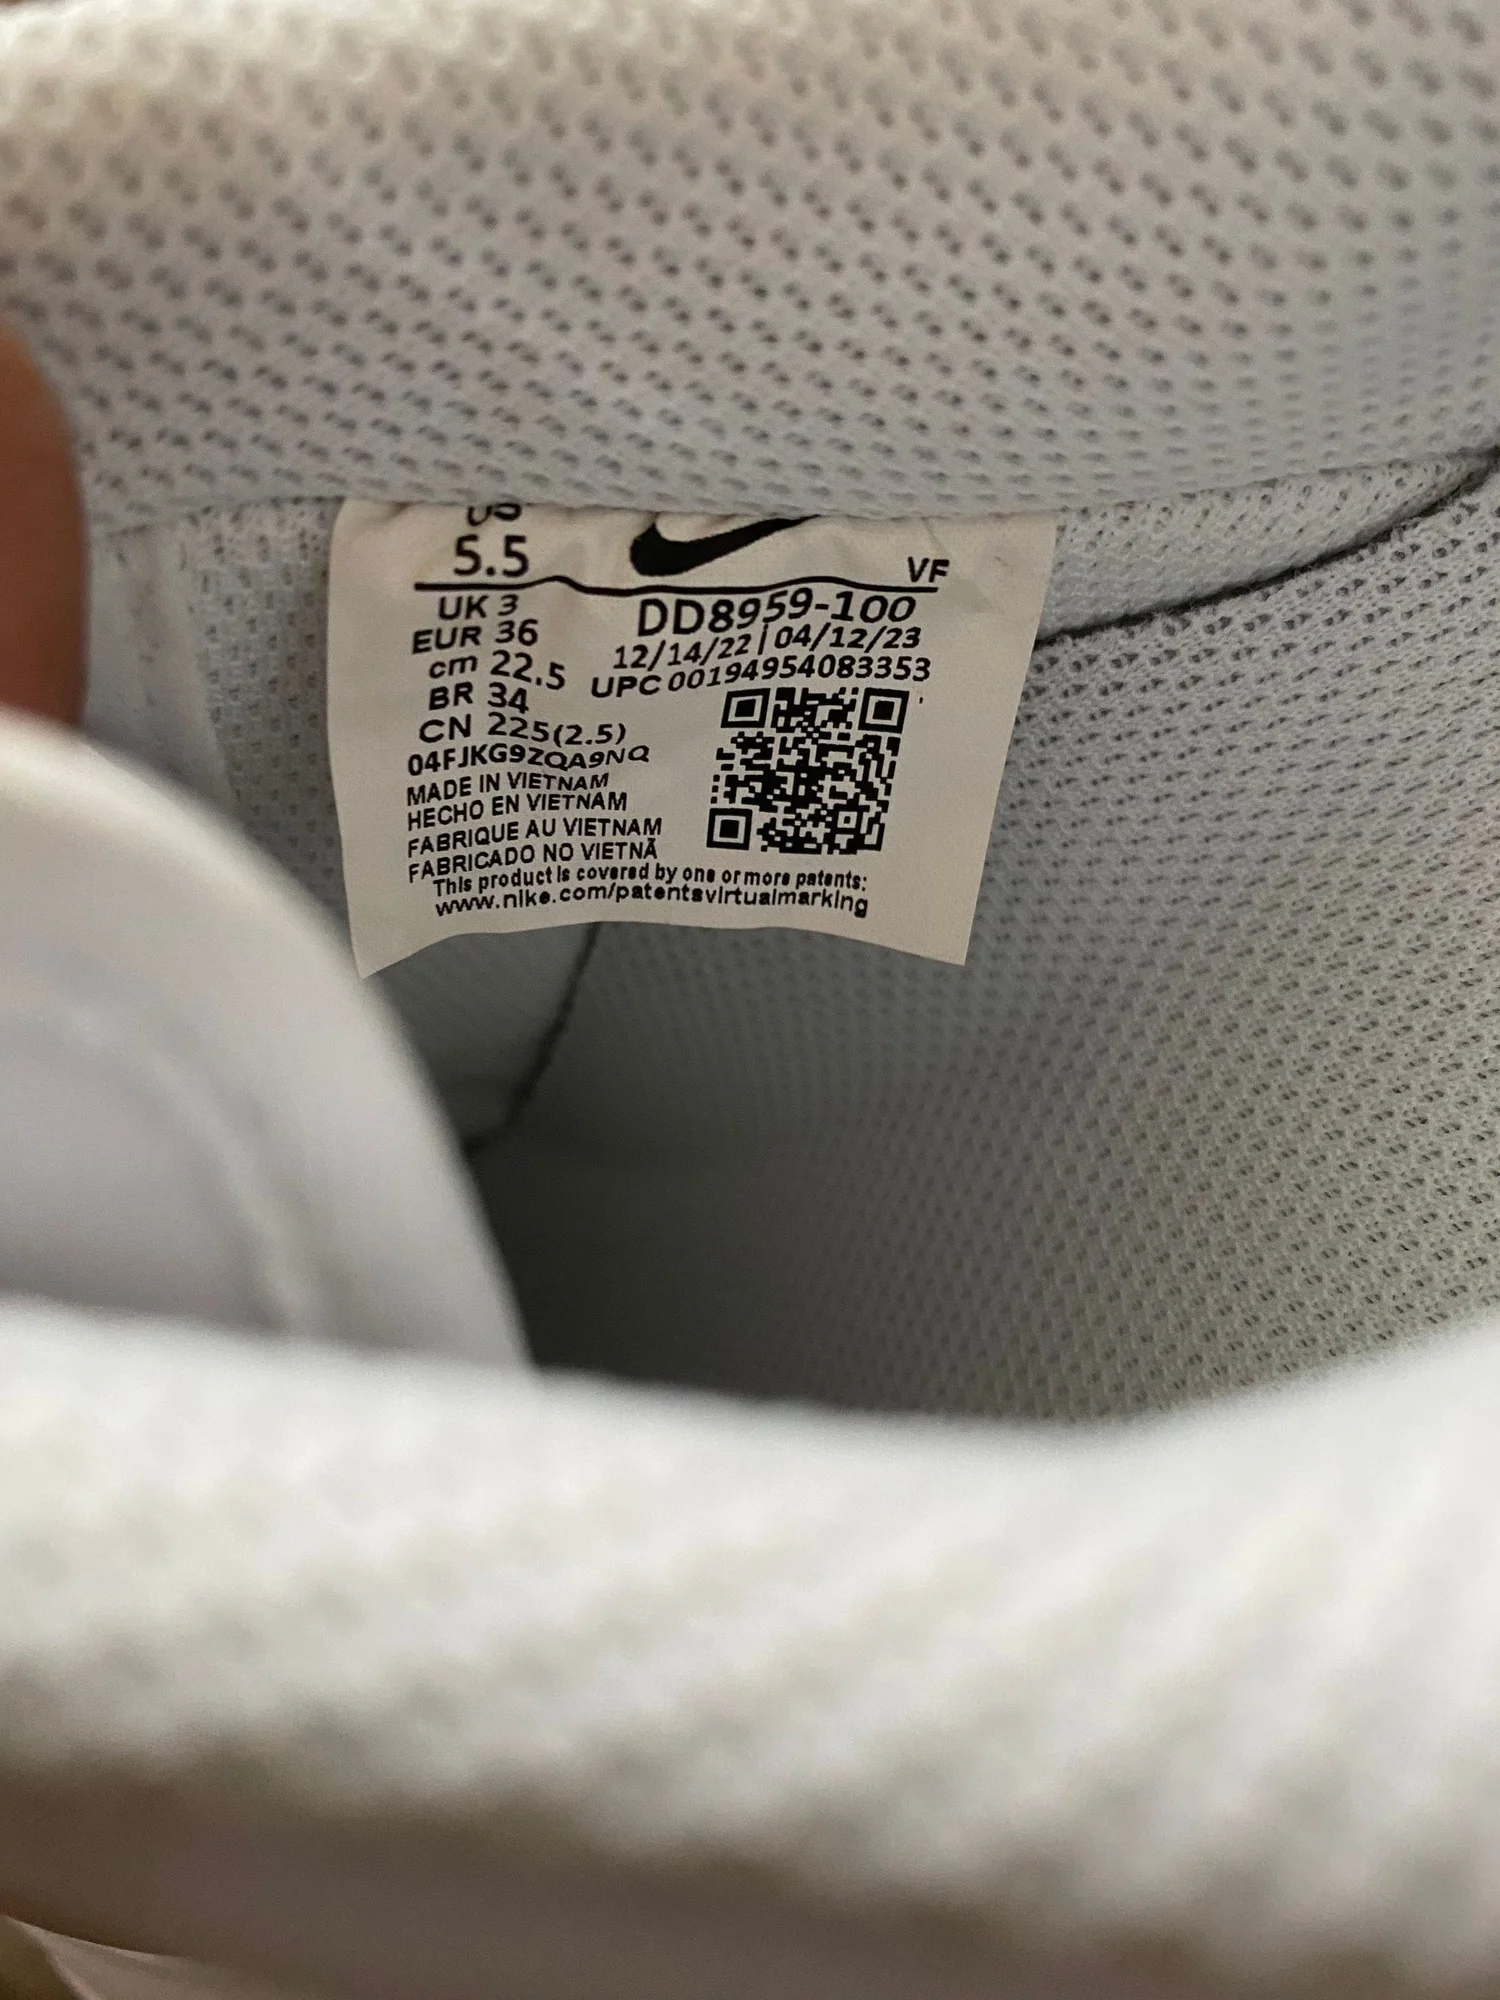 US
5.5
VF
UK 3
EUR 36
cm 22.5
BR 34
CN 225(2.5)
DD8959-100
12/14/22 | 04/12/23
UPC 00194954083353
04FJKG9ZQA9NQ
MADE IN VIETNAM
HECHO EN VIETNAM
FABRIQUE AU VIETNAM
FABRICADO NO VIETNÃ
This product is covered by one or more patents:
www.nike.com/patentsvirtualmarking